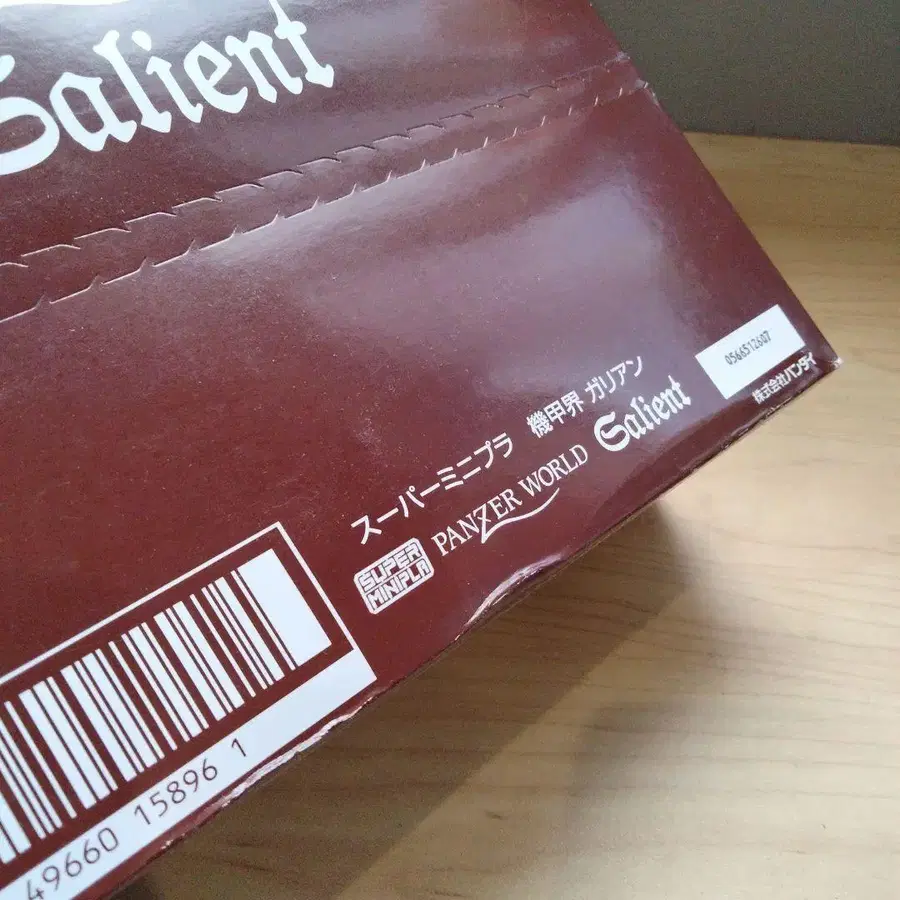 Salient
0566512607
株式会社バンダイ
スーパーミニプラ 機甲界 ガリアン
SUPER MINIPLA
PANZER WORLD Salient
49660 15896 1